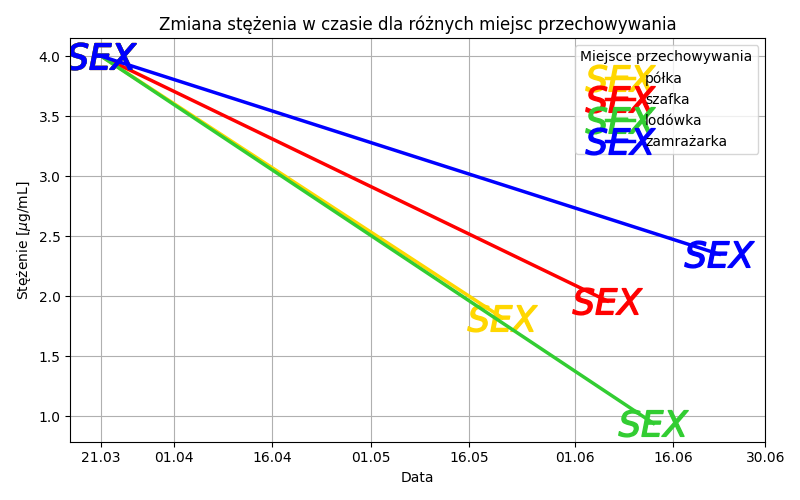 Zmiana stężenia w czasie dla różnych miejsc przechowywania
Miejsce przechowywania
SEX półka
SEX szafka
SEX lodówka
SEX zamrażarka
SEX
SEX
SEX
SEX
SEX
4.0
3.5
3.0
2.5
2.0
1.5
1.0
Stężenie [µg/mL]
21.03 01.04 16.04 01.05 16.05 01.06 16.06 30.06
Data